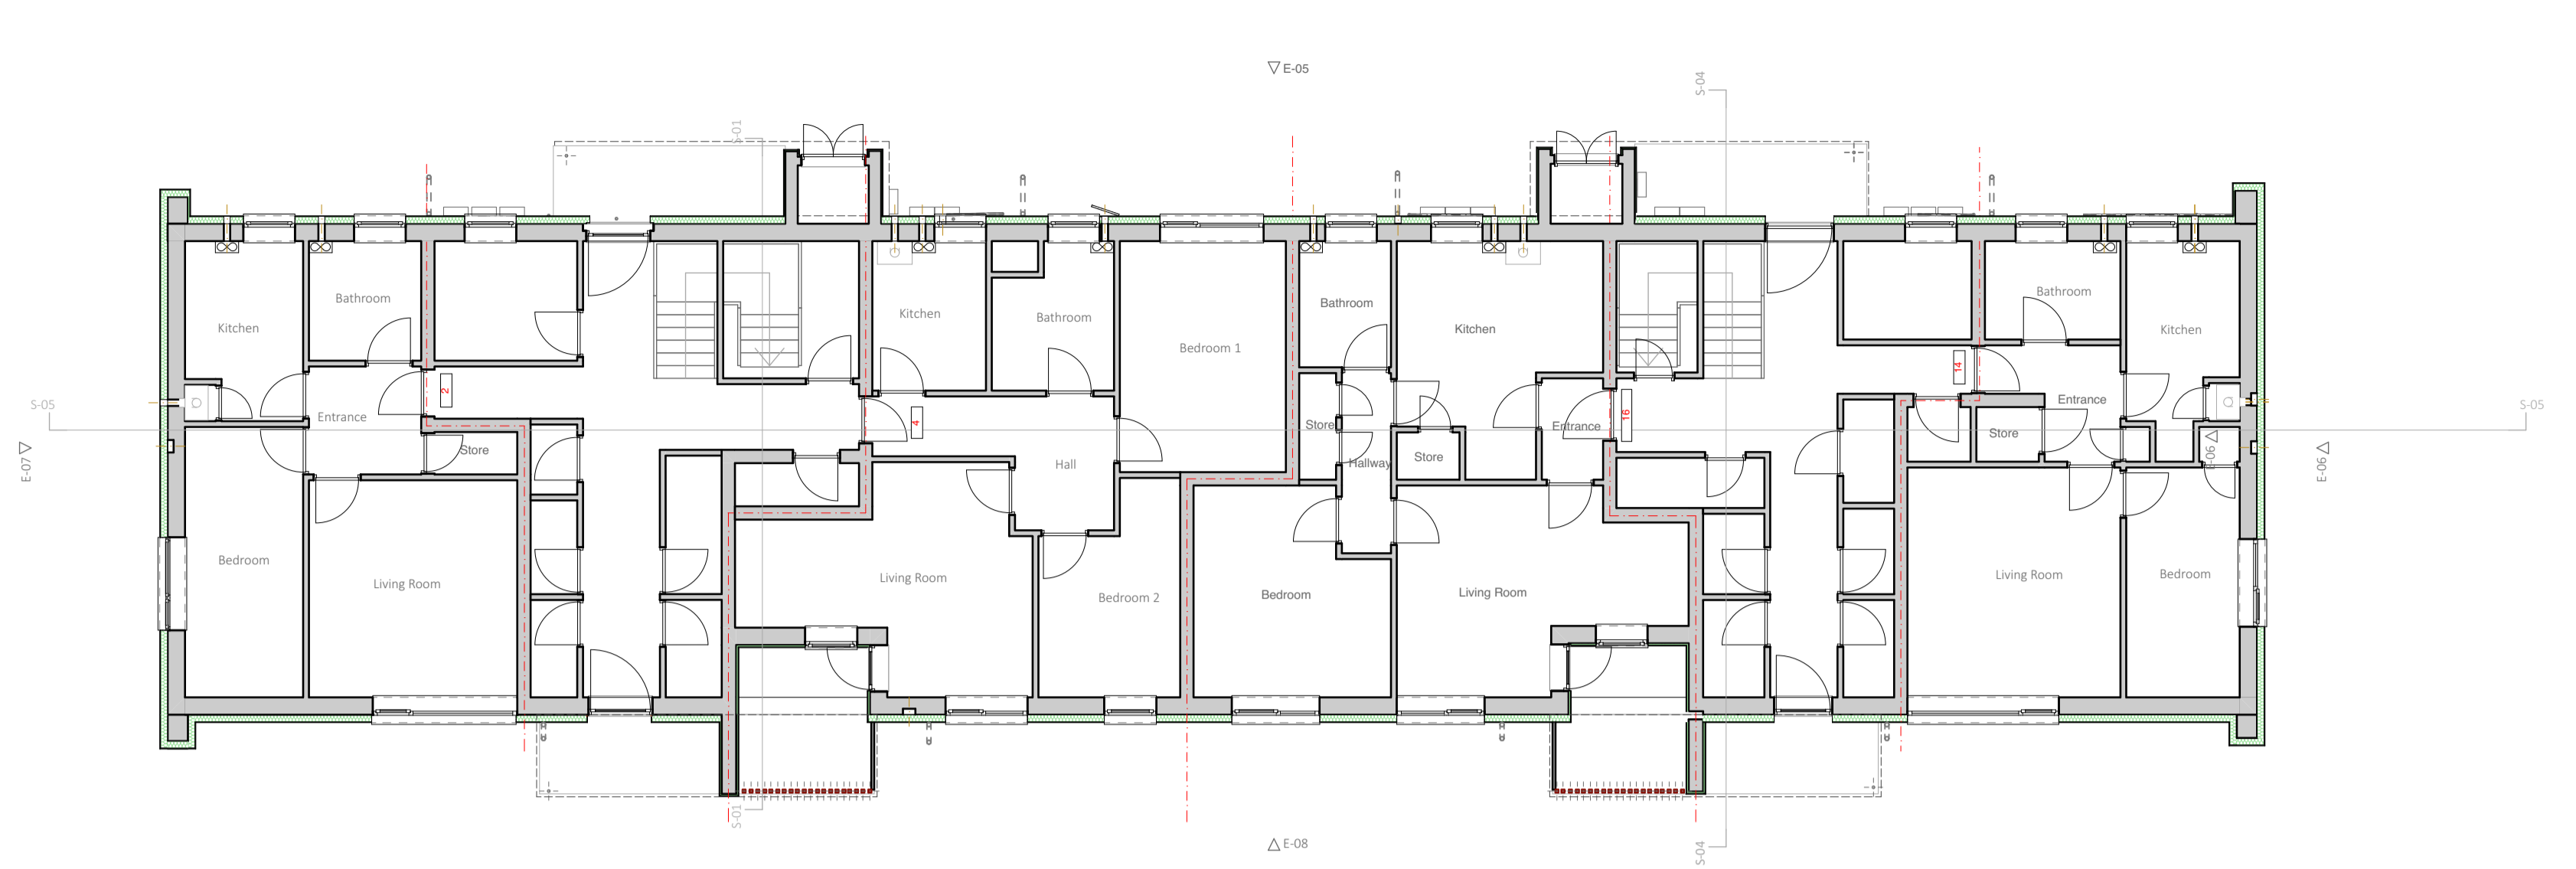 E-05
S-04
S-01
Kitchen
Bathroom
Kitchen
Bathroom
Bedroom 1
Bathroom
Kitchen
Bathroom
Kitchen
2
4
16
14
S-05
S-05
Entrance
Store
Hall
Store
Hallway
Store
Entrance
Store
Entrance
E-07
E-06
E-06
Bedroom
Living Room
Living Room
Bedroom 2
Bedroom
Living Room
Living Room
Bedroom
S-01
E-08
S-04